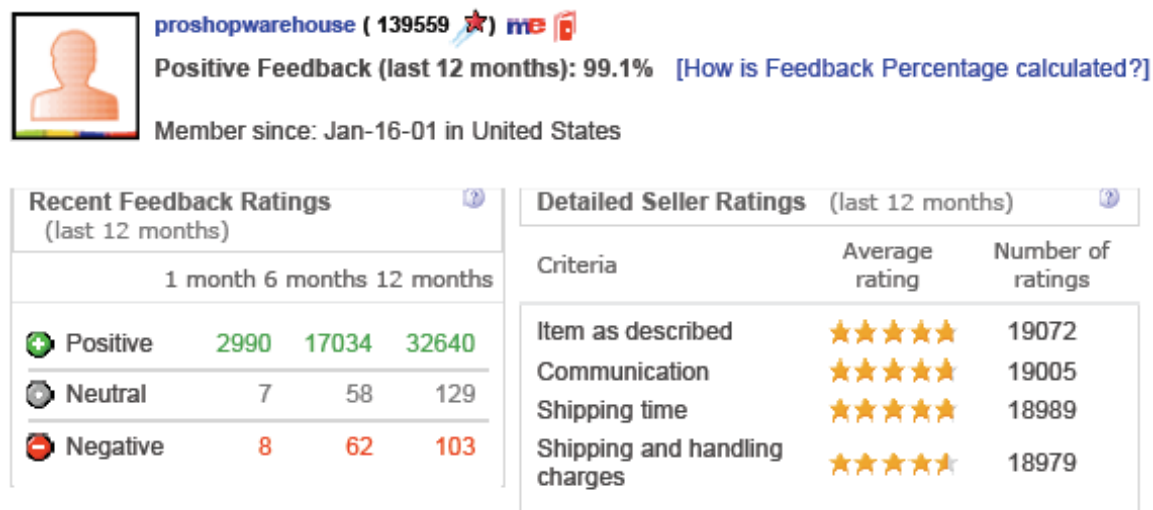 proshopwarehouse ( 139559 ) me
Positive Feedback (last 12 months): 99.1% [How is Feedback Percentage calculated?]
Member since: Jan-16-01 in United States
Recent Feedback Ratings ?
(last 12 months)
1 month 6 months 12 months
Positive 2990 17034 32640
Neutral 7 58 129
Negative 8 62 103
Detailed Seller Ratings (last 12 months) ?
Criteria Average rating Number of ratings
Item as described 19072
Communication 19005
Shipping time 18989
Shipping and handling charges 18979